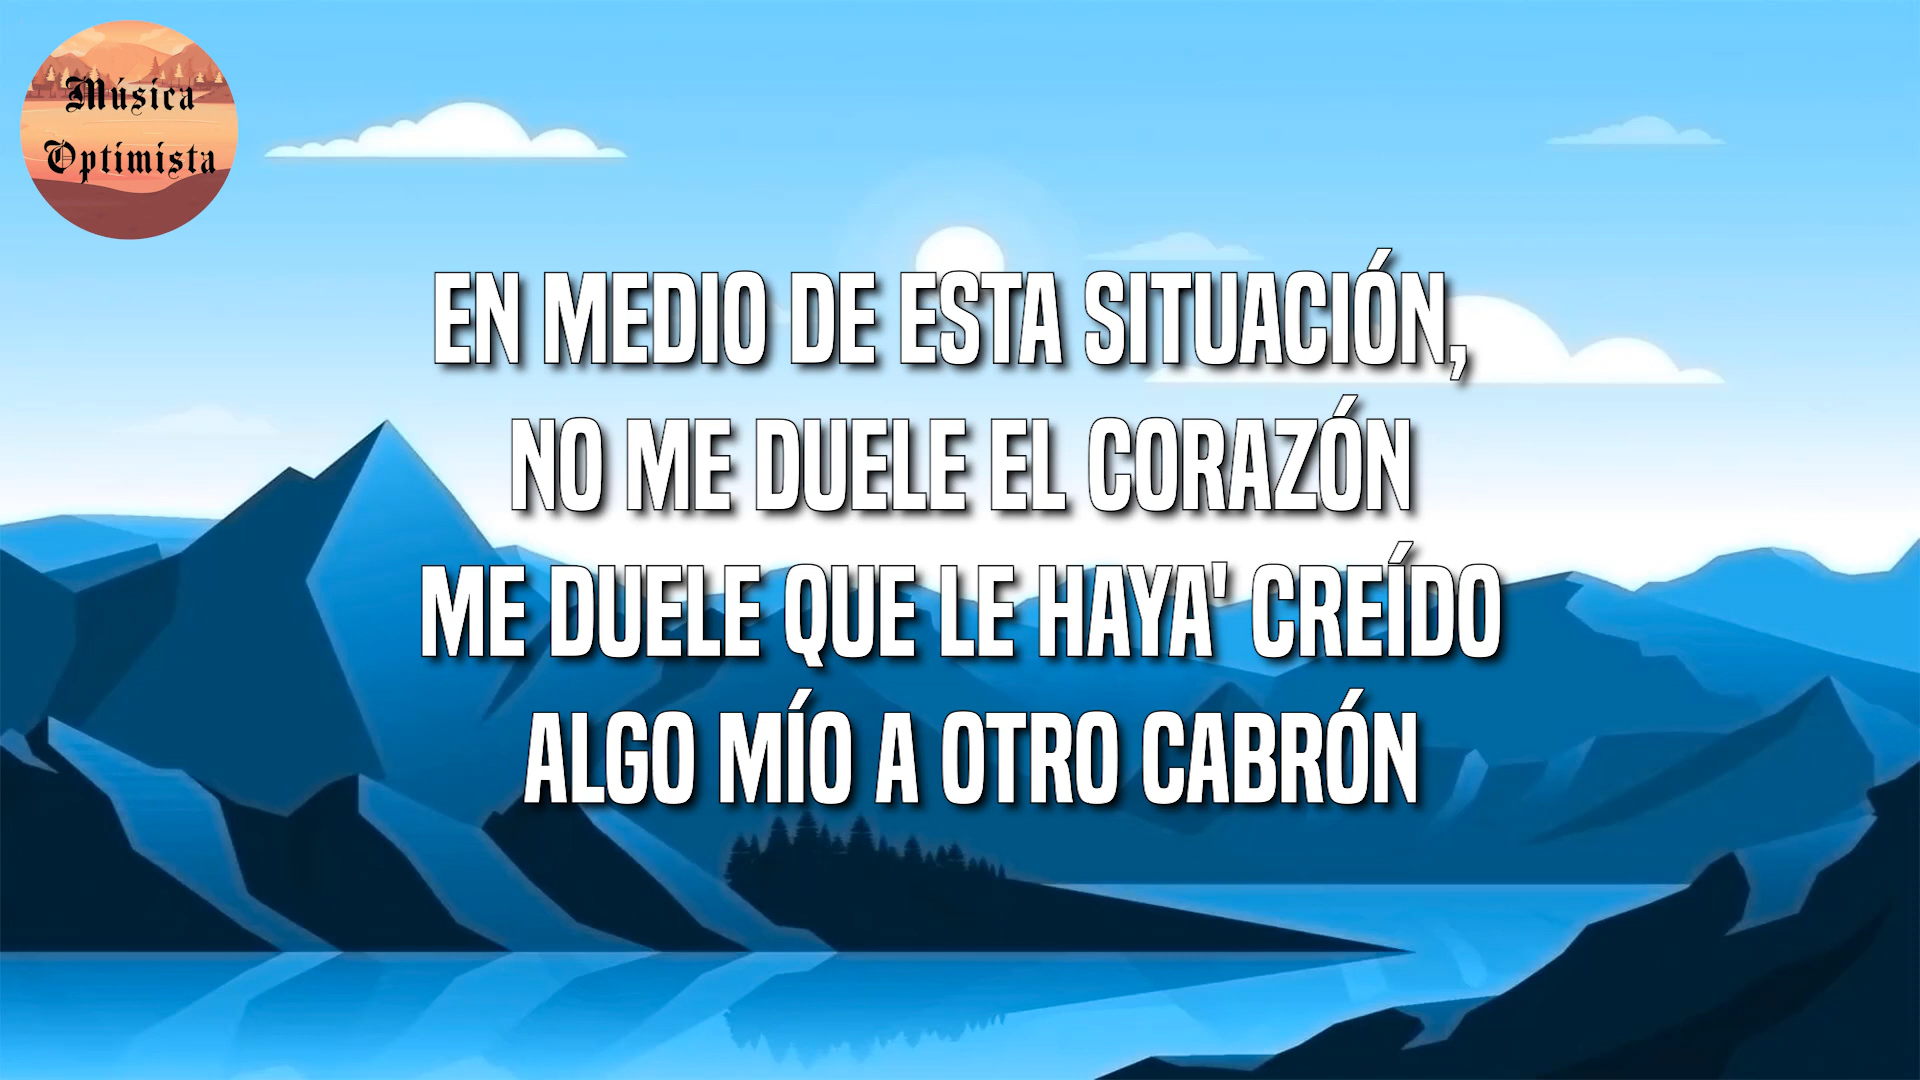 Música
Optimista
EN MEDIO DE ESTA SITUACIÓN,
NO ME DUELE EL CORAZÓN
ME DUELE QUE LE HAYA' CREÍDO
ALGO MÍO A OTRO CABRÓN